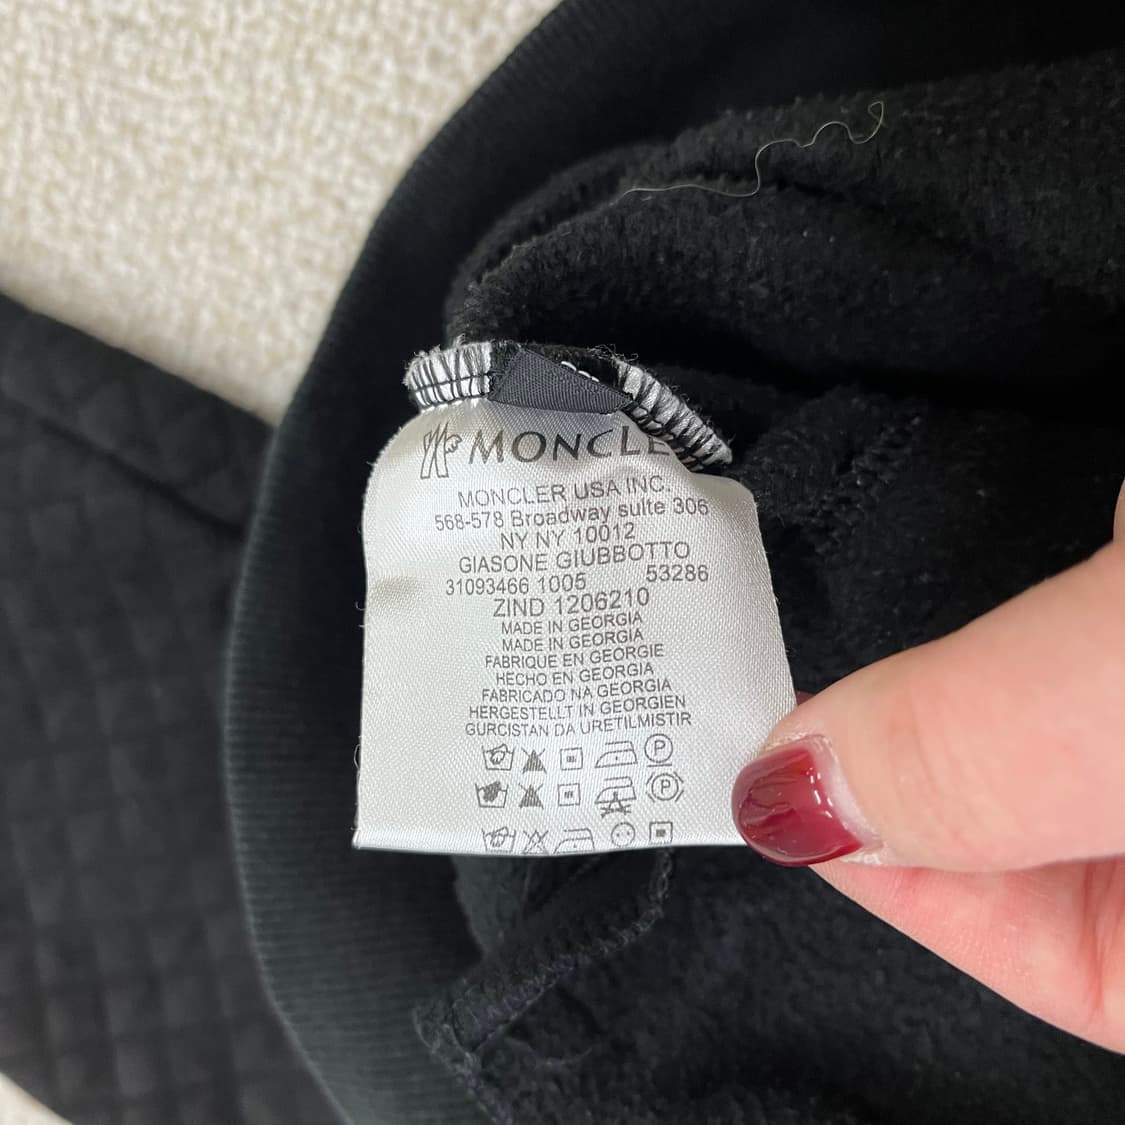 MONCLE
MONCLER USA INC.
568-578 Broadway suite 306
NY NY 10012
GIASONE GIUBBOTTO
31093466 1005 53286
ZIND 1206210
MADE IN GEORGIA
MADE IN GEORGIA
FABRIQUE EN GEORGIE
HECHO EN GEORGIA
FABRICADO NA GEORGIA
HERGESTELLT IN GEORGIEN
GURCISTAN DA URETILMISTIR
P
P